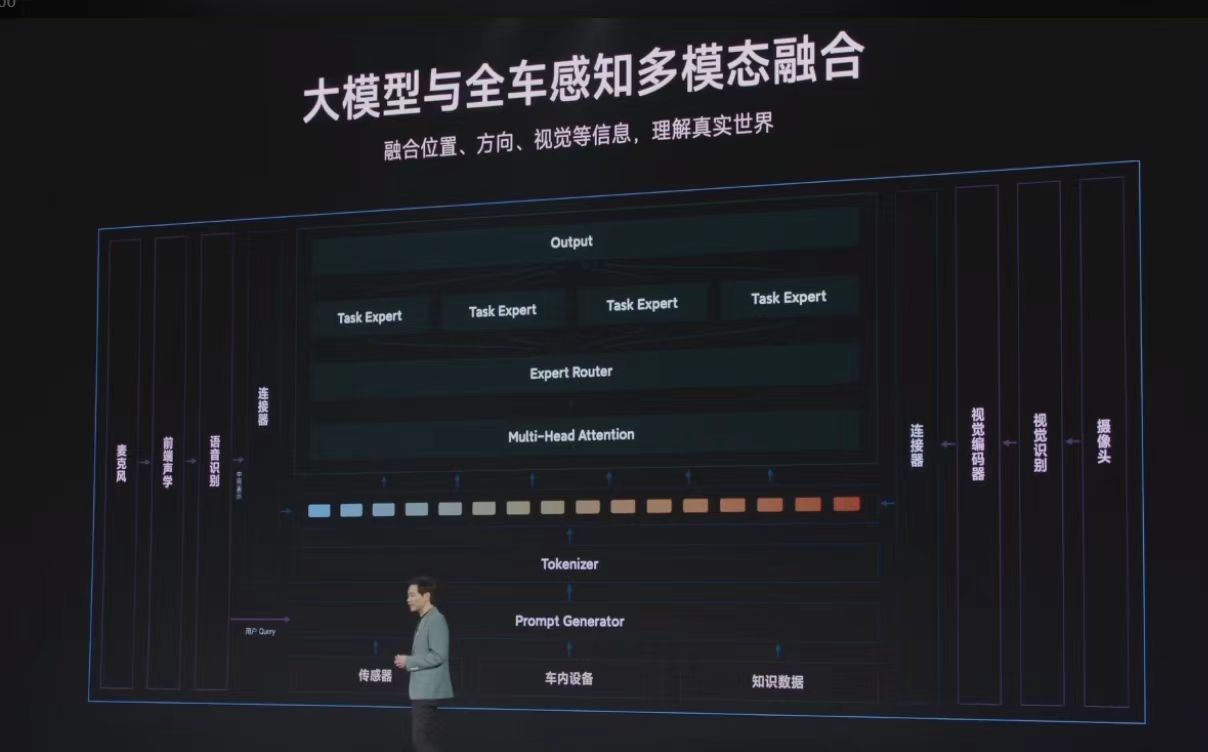 大模型与全车感知多模态融合
融合位置、方向、视觉等信息，理解真实世界
Output
Task Expert
Task Expert
Task Expert
Task Expert
Expert Router
Multi-Head Attention
麦克风
前端声学
语音识别
连接器
连接器
视觉编码器
视觉识别
摄像头
Tokenizer
Prompt Generator
用户 Query
传感器
车内设备
知识数据